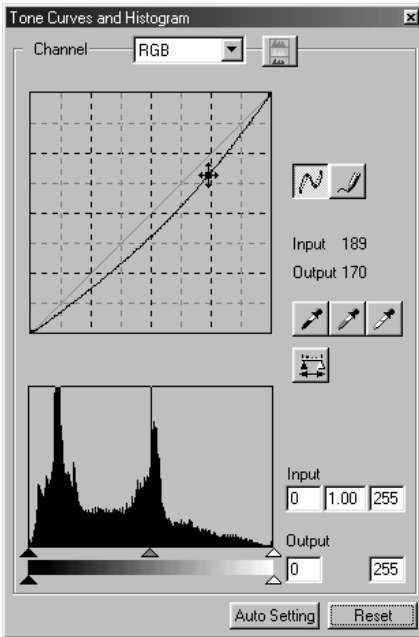 Tone Curves and Histogram
Channel
RGB
Input 189
Output 170
Input
0 1.00 255
Output
0 255
Auto Setting Reset